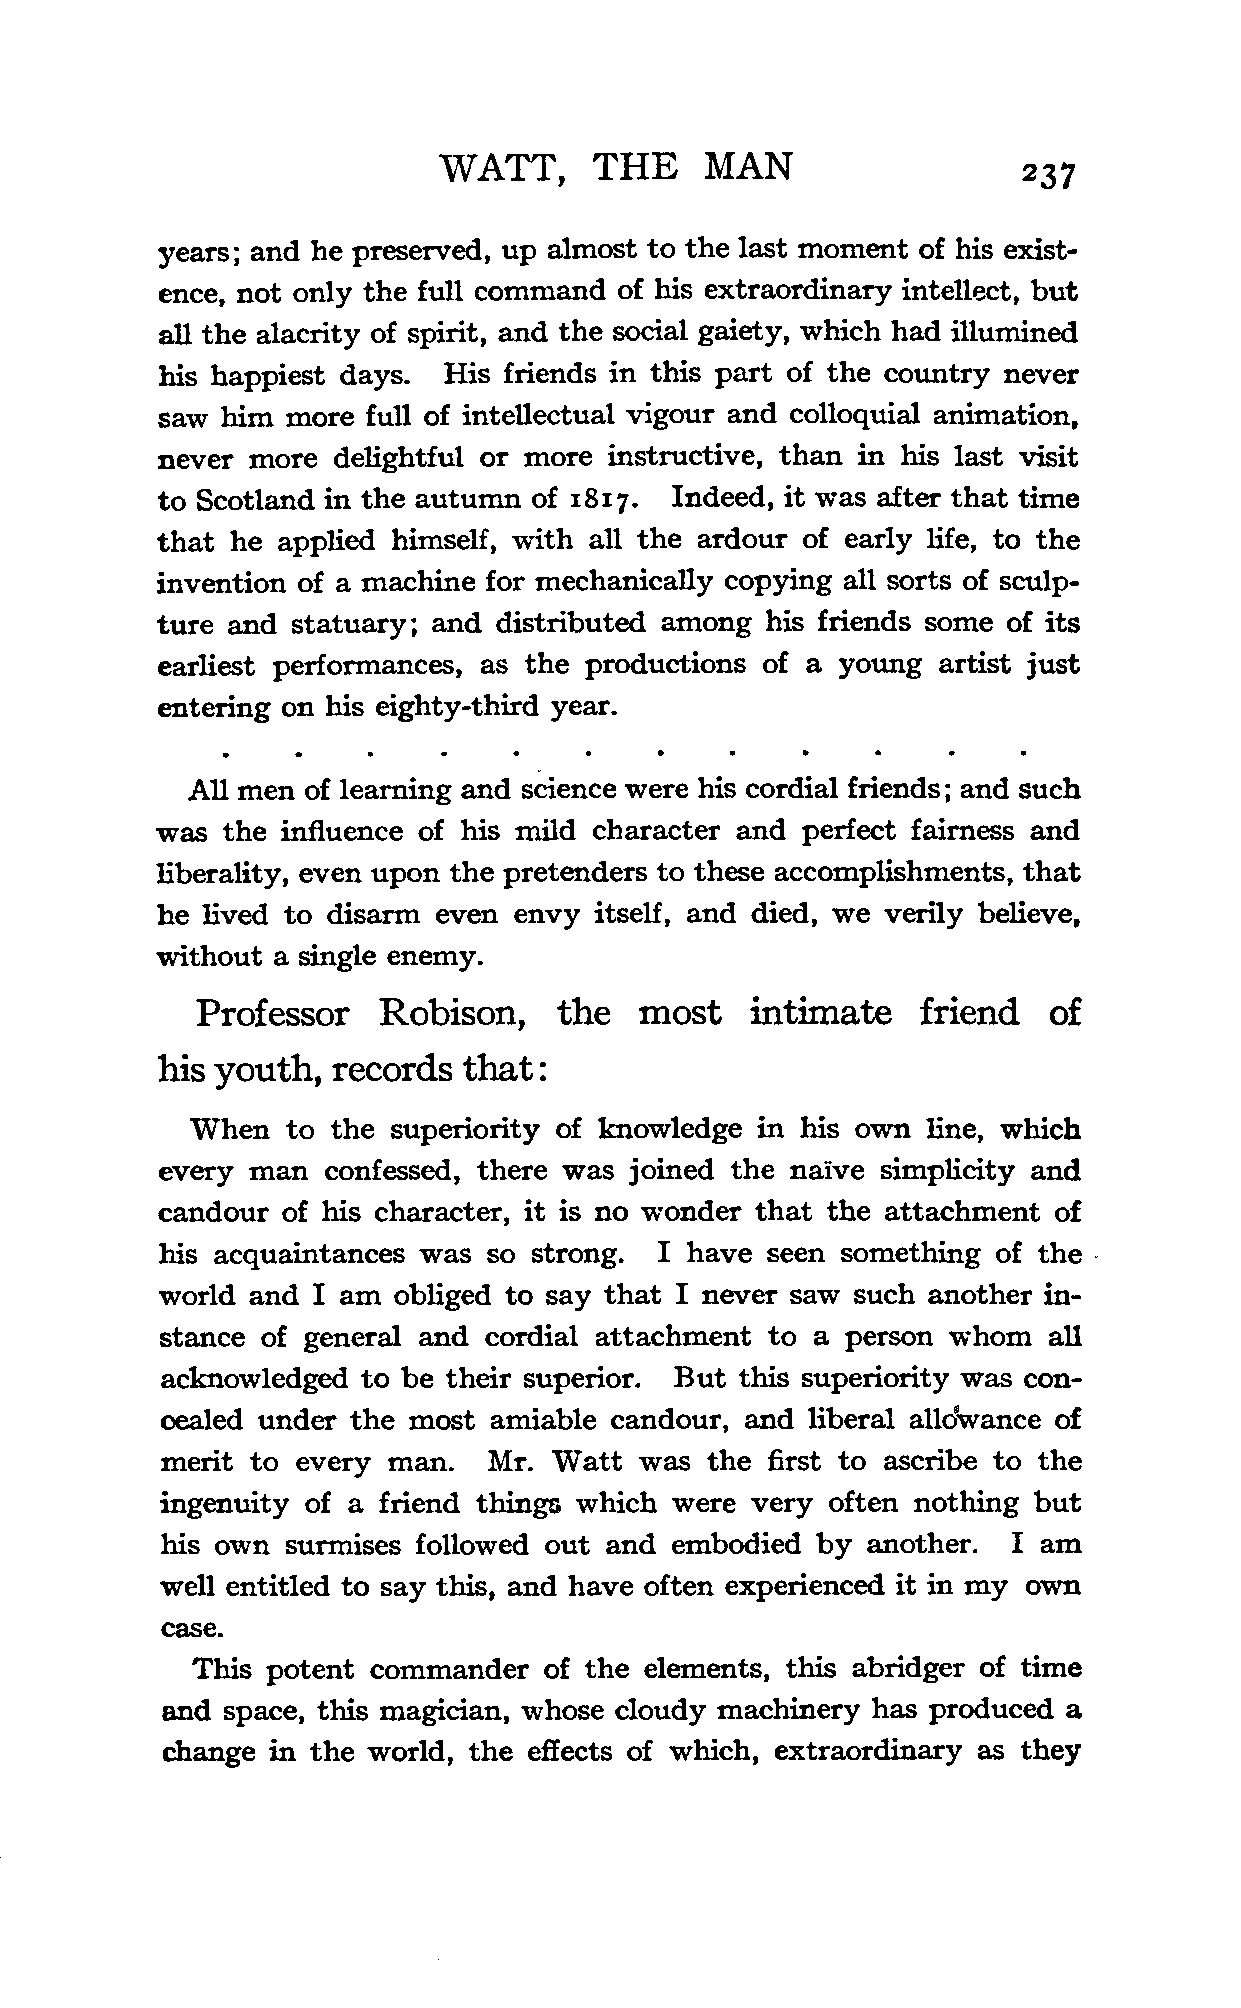 WATT, THE MAN 237
years; and he preserved, up almost to the last moment of his exist-
ence, not only the full command of his extraordinary intellect, but
all the alacrity of spirit, and the social gaiety, which had illumined
his happiest days. His friends in this part of the country never
saw him more full of intellectual vigour and colloquial animation,
never more delightful or more instructive, than in his last visit
to Scotland in the autumn of 1817. Indeed, it was after that time
that he applied himself, with all the ardour of early life, to the
invention of a machine for mechanically copying all sorts of sculp-
ture and statuary; and distributed among his friends some of its
earliest performances, as the productions of a young artist just
entering on his eighty-third year.
. . . . . . . . . . . .
All men of learning and science were his cordial friends; and such
was the influence of his mild character and perfect fairness and
liberality, even upon the pretenders to these accomplishments, that
he lived to disarm even envy itself, and died, we verily believe,
without a single enemy.
Professor Robison, the most intimate friend of
his youth, records that:
When to the superiority of knowledge in his own line, which
every man confessed, there was joined the naïve simplicity and
candour of his character, it is no wonder that the attachment of
his acquaintances was so strong. I have seen something of the
world and I am obliged to say that I never saw such another in-
stance of general and cordial attachment to a person whom all
acknowledged to be their superior. But this superiority was con-
cealed under the most amiable candour, and liberal allowance of
merit to every man. Mr. Watt was the first to ascribe to the
ingenuity of a friend things which were very often nothing but
his own surmises followed out and embodied by another. I am
well entitled to say this, and have often experienced it in my own
case.
This potent commander of the elements, this abridger of time
and space, this magician, whose cloudy machinery has produced a
change in the world, the effects of which, extraordinary as they